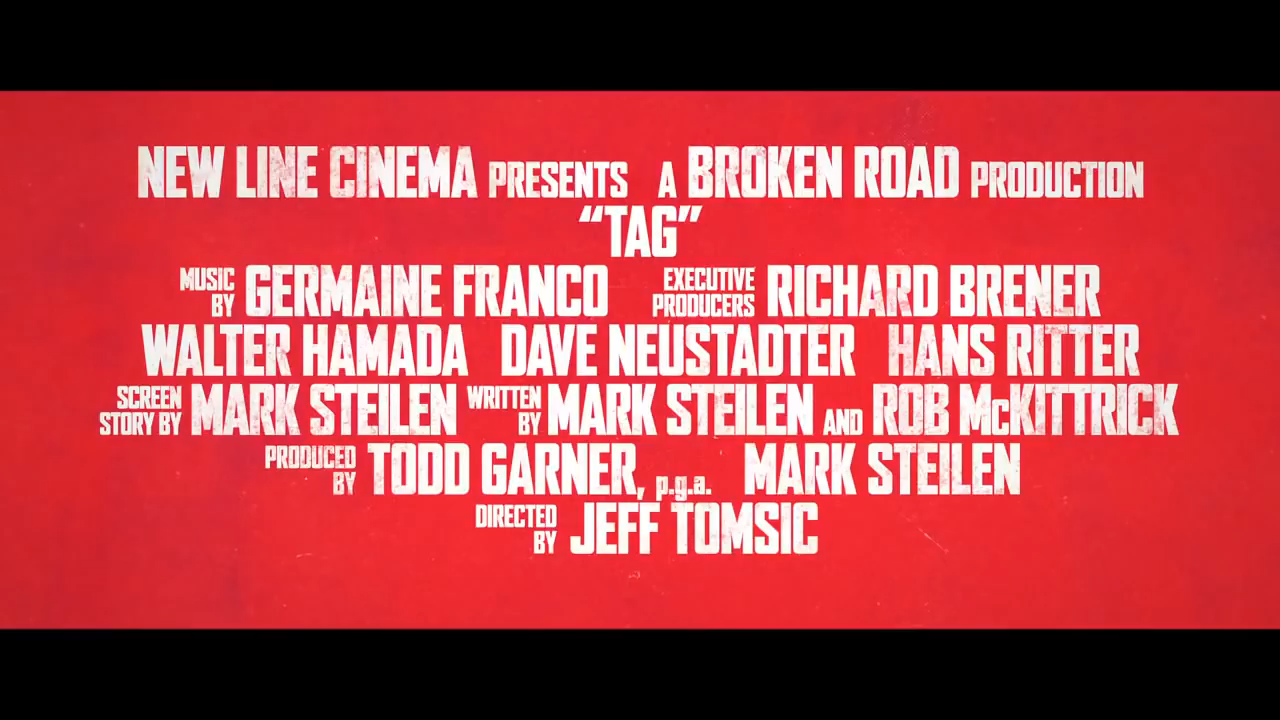 NEW LINE CINEMA PRESENTS A BROKEN ROAD PRODUCTION
“TAG”
MUSIC BY GERMAINE FRANCO EXECUTIVE PRODUCERS RICHARD BRENER
WALTER HAMADA DAVE NEUSTADTER HANS RITTER
SCREEN STORY BY MARK STEILEN WRITTEN BY MARK STEILEN AND ROB McKITTRICK
PRODUCED BY TODD GARNER, p.g.a. MARK STEILEN
DIRECTED BY JEFF TOMSIC